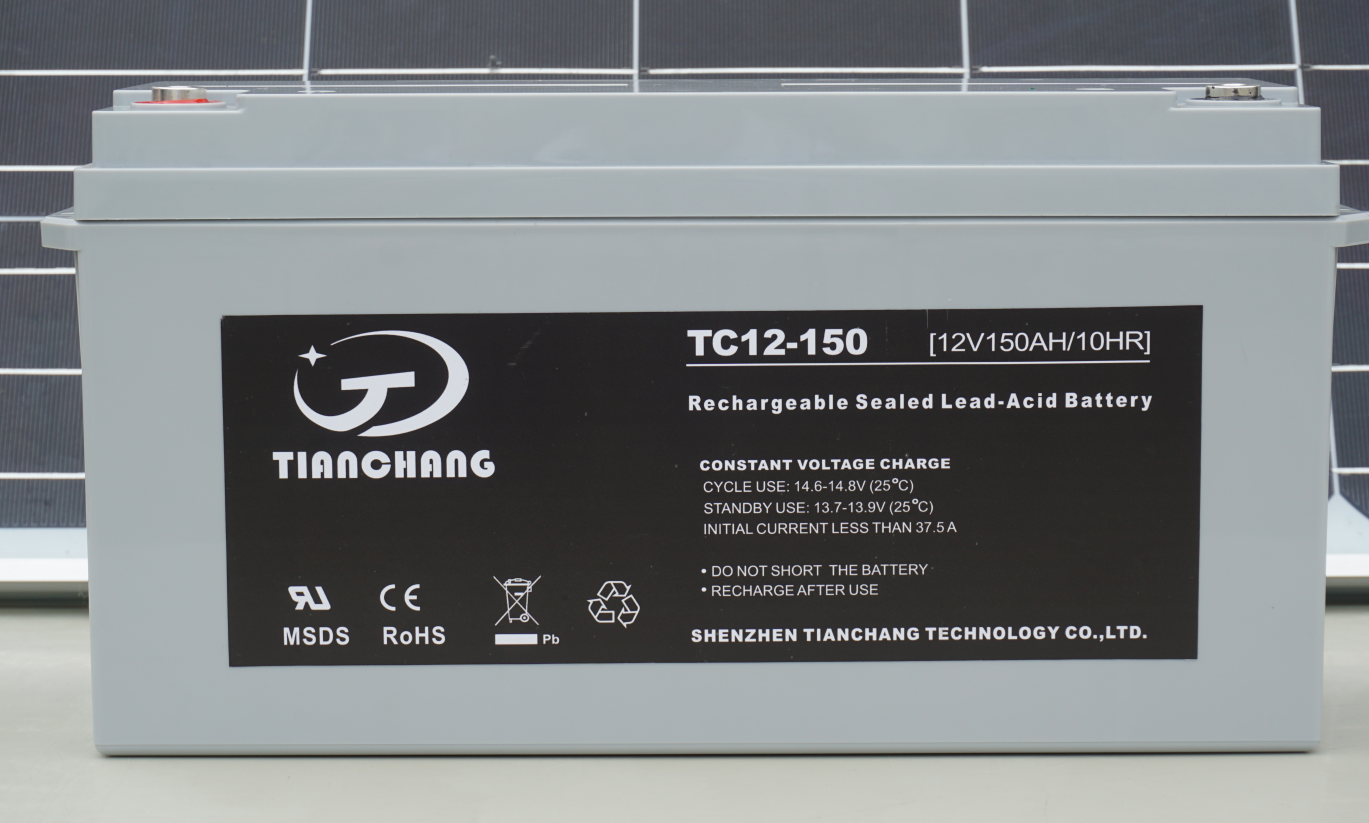 TIANCHANG
TC12-150 [12V150AH/10HR]
Rechargeable Sealed Lead-Acid Battery
CONSTANT VOLTAGE CHARGE
CYCLE USE: 14.6-14.8V (25°C)
STANDBY USE: 13.7-13.9V (25°C)
INITIAL CURRENT LESS THAN 37.5 A
• DO NOT SHORT THE BATTERY
• RECHARGE AFTER USE
CE
MSDS RoHS Pb
SHENZHEN TIANCHANG TECHNOLOGY CO.,LTD.